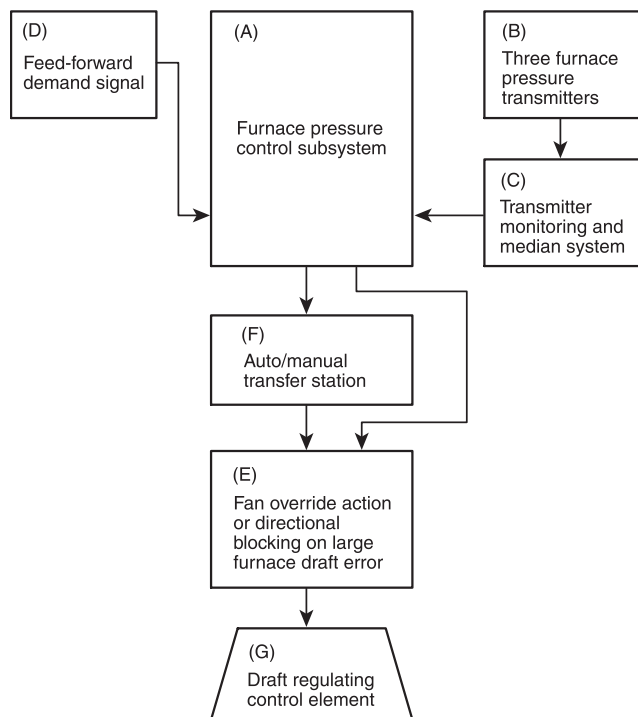 (D)
Feed-forward
demand signal
(A)
Furnace pressure
control subsystem
(B)
Three furnace
pressure
transmitters
(C)
Transmitter
monitoring and
median system
(F)
Auto/manual
transfer station
(E)
Fan override action
or directional
blocking on large
furnace draft error
(G)
Draft regulating
control element